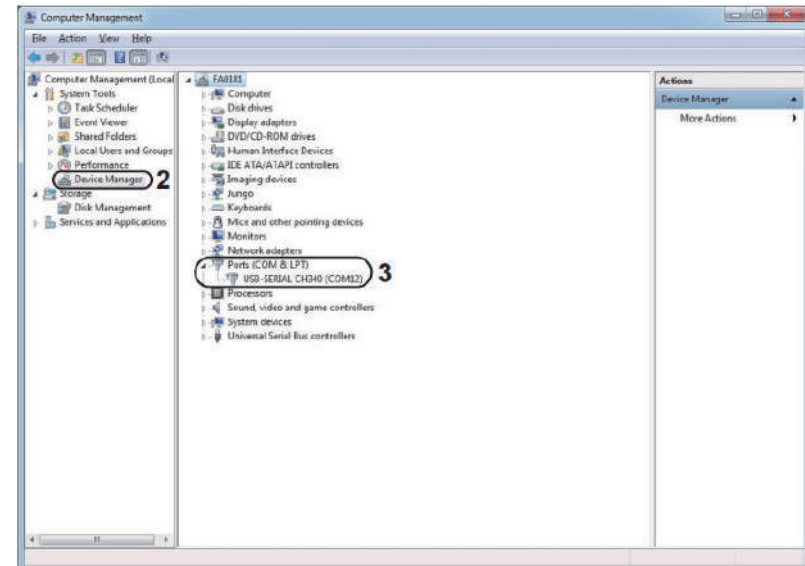 Computer Management
File Action View Help
Computer Management (Local
System Tools
Task Scheduler
Event Viewer
Shared Folders
Local Users and Groups
Performance
Device Manager 2
Storage
Disk Management
Services and Applications
FA0181
Computer
Disk drives
Display adapters
DVD/CD-ROM drives
Human Interface Devices
IDE ATA/ATAPI controllers
Imaging devices
Jungo
Keyboards
Mice and other pointing devices
Monitors
Network adapters
Ports (COM & LPT)
USB-SERIAL CH340 (COM12) 3
Processors
Sound, video and game controllers
System devices
Universal Serial Bus controllers
Actions
Device Manager
More Actions